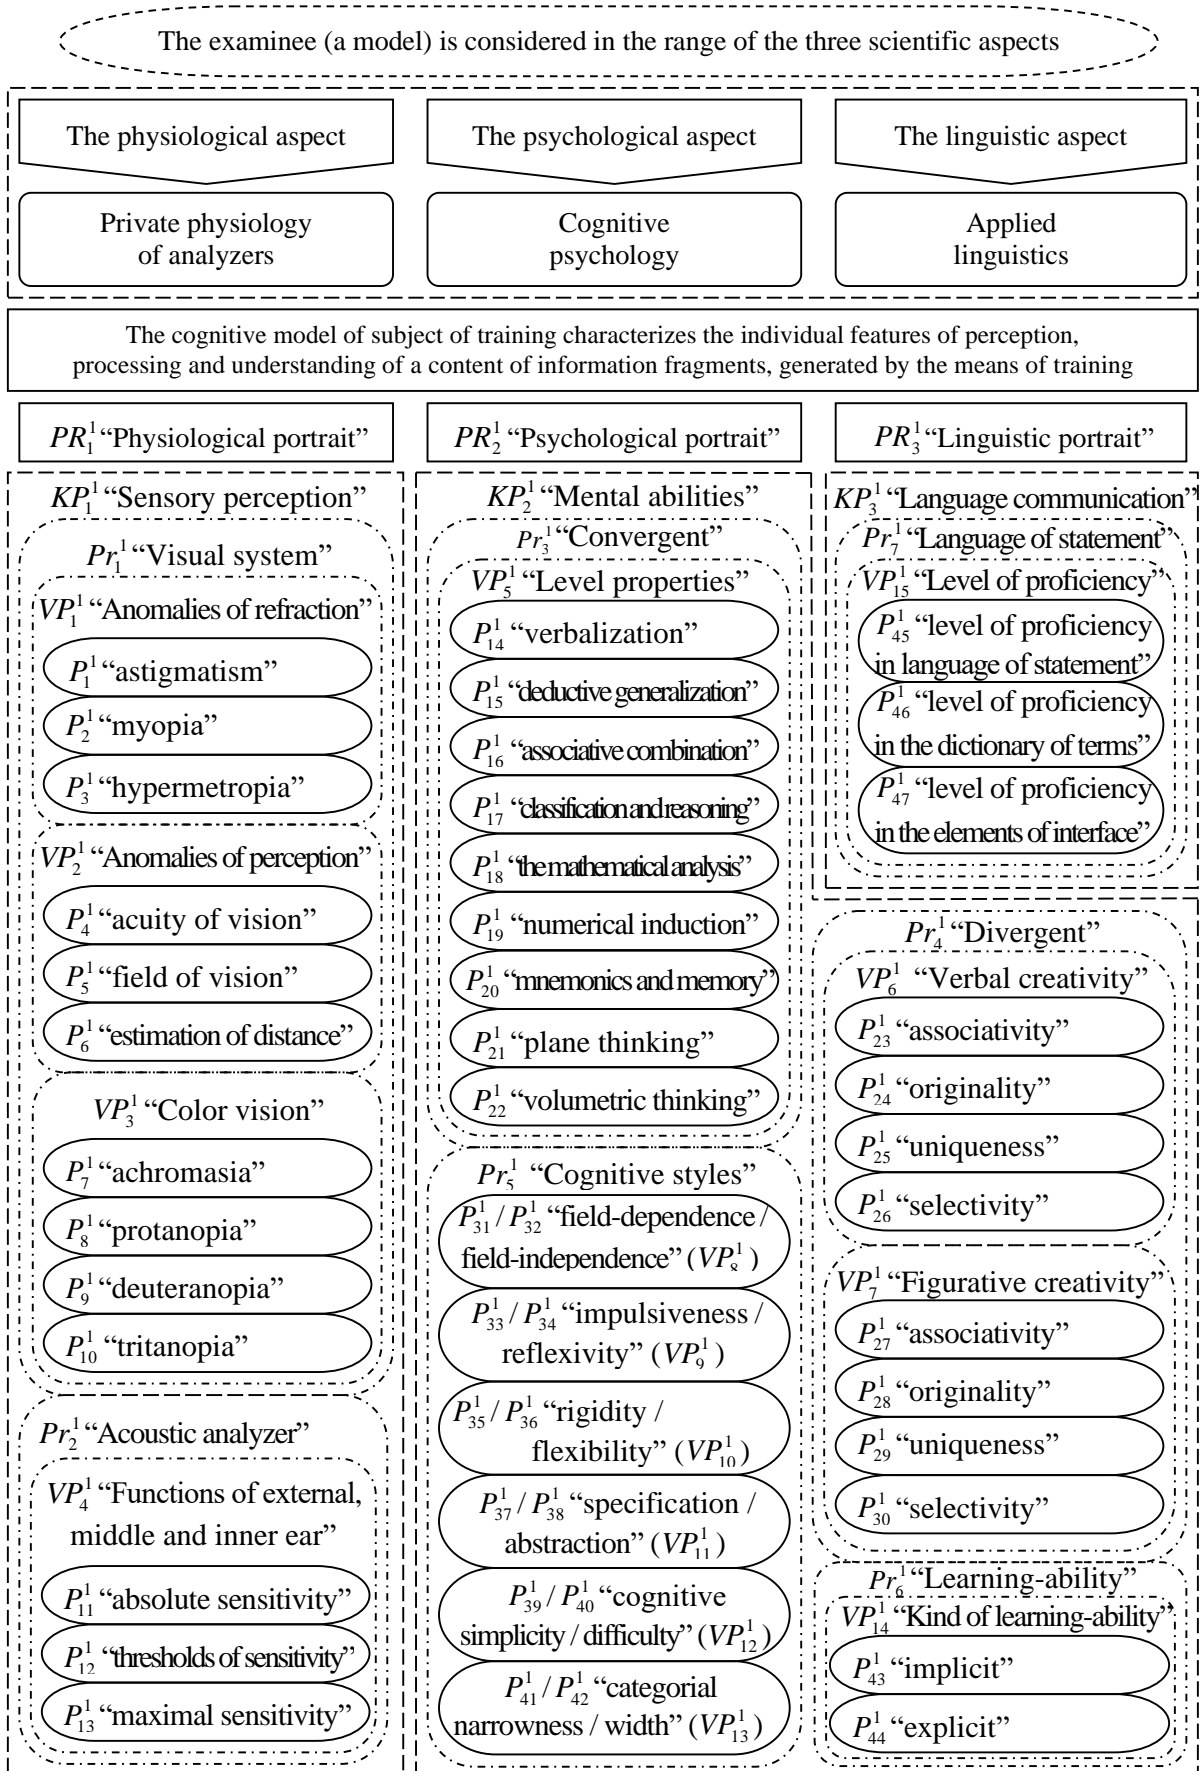 The examinee (a model) is considered in the range of the three scientific aspects
The physiological aspect
Private physiology
of analyzers
The psychological aspect
Cognitive
psychology
The linguistic aspect
Applied
linguistics
The cognitive model of subject of training characterizes the individual features of perception,
processing and understanding of a content of information fragments, generated by the means of training
PR₁¹ “Physiological portrait”
KP₁¹ “Sensory perception”
Pr₁¹ “Visual system”
VP₁¹ “Anomalies of refraction”
P₁¹ “astigmatism”
P₂¹ “myopia”
P₃¹ “hypermetropia”
VP₂¹ “Anomalies of perception”
P₄¹ “acuity of vision”
P₅¹ “field of vision”
P₆¹ “estimation of distance”
VP₃¹ “Color vision”
P₇¹ “achromasia”
P₈¹ “protanopia”
P₉¹ “deuteranopia”
P₁₀¹ “tritanopia”
Pr₂¹ “Acoustic analyzer”
VP₄¹ “Functions of external,
middle and inner ear”
P₁₁¹ “absolute sensitivity”
P₁₂¹ “thresholds of sensitivity”
P₁₃¹ “maximal sensitivity”
PR₂¹ “Psychological portrait”
KP₂¹ “Mental abilities”
Pr₃¹ “Convergent”
VP₅¹ “Level properties”
P₁₄¹ “verbalization”
P₁₅¹ “deductive generalization”
P₁₆¹ “associative combination”
P₁₇¹ “classification and reasoning”
P₁₈¹ “the mathematical analysis”
P₁₉¹ “numerical induction”
P₂₀¹ “mnemonics and memory”
P₂₁¹ “plane thinking”
P₂₂¹ “volumetric thinking”
Pr₅¹ “Cognitive styles”
P₃₁¹ / P₃₂¹ “field-dependence /
field-independence” (VP₈¹)
P₃₃¹ / P₃₄¹ “impulsiveness /
reflexivity” (VP₉¹)
P₃₅¹ / P₃₆¹ “rigidity /
flexibility” (VP₁₀¹)
P₃₇¹ / P₃₈¹ “specification /
abstraction” (VP₁₁¹)
P₃₉¹ / P₄₀¹ “cognitive
simplicity / difficulty” (VP₁₂¹)
P₄₁¹ / P₄₂¹ “categorial
narrowness / width” (VP₁₃¹)
PR₃¹ “Linguistic portrait”
KP₃¹ “Language communication”
Pr₇¹ “Language of statement”
VP₁₅¹ “Level of proficiency”
P₄₅¹ “level of proficiency
in language of statement”
P₄₆¹ “level of proficiency
in the dictionary of terms”
P₄₇¹ “level of proficiency
in the elements of interface”
Pr₄¹ “Divergent”
VP₆¹ “Verbal creativity”
P₂₃¹ “associativity”
P₂₄¹ “originality”
P₂₅¹ “uniqueness”
P₂₆¹ “selectivity”
VP₇¹ “Figurative creativity”
P₂₇¹ “associativity”
P₂₈¹ “originality”
P₂₉¹ “uniqueness”
P₃₀¹ “selectivity”
Pr₆¹ “Learning-ability”
VP₁₄¹ “Kind of learning-ability”
P₄₃¹ “implicit”
P₄₄¹ “explicit”